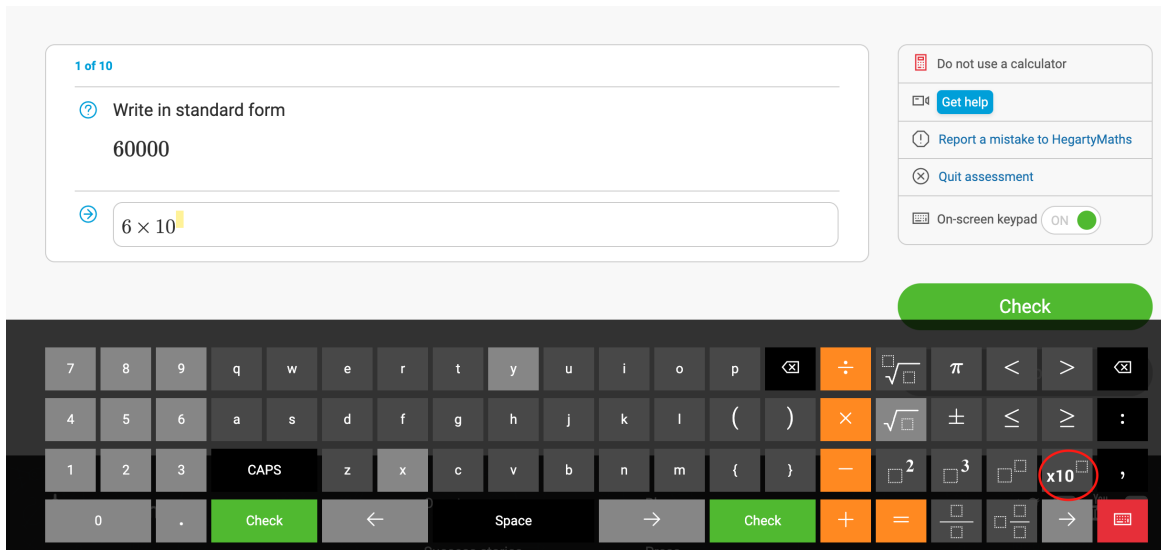 1 of 10
Write in standard form
60000
6 × 10
Do not use a calculator
Get help
Report a mistake to HegartyMaths
Quit assessment
On-screen keypad ON
Check
7 8 9 q w e r t y u i o p ÷ √ π < >
4 5 6 a s d f g h j k l ( ) × √ ± ≤ ≥ :
1 2 3 CAPS z x c v b n m { } − ² ³ x10 ,
0 . Check ← Space → Check + = →